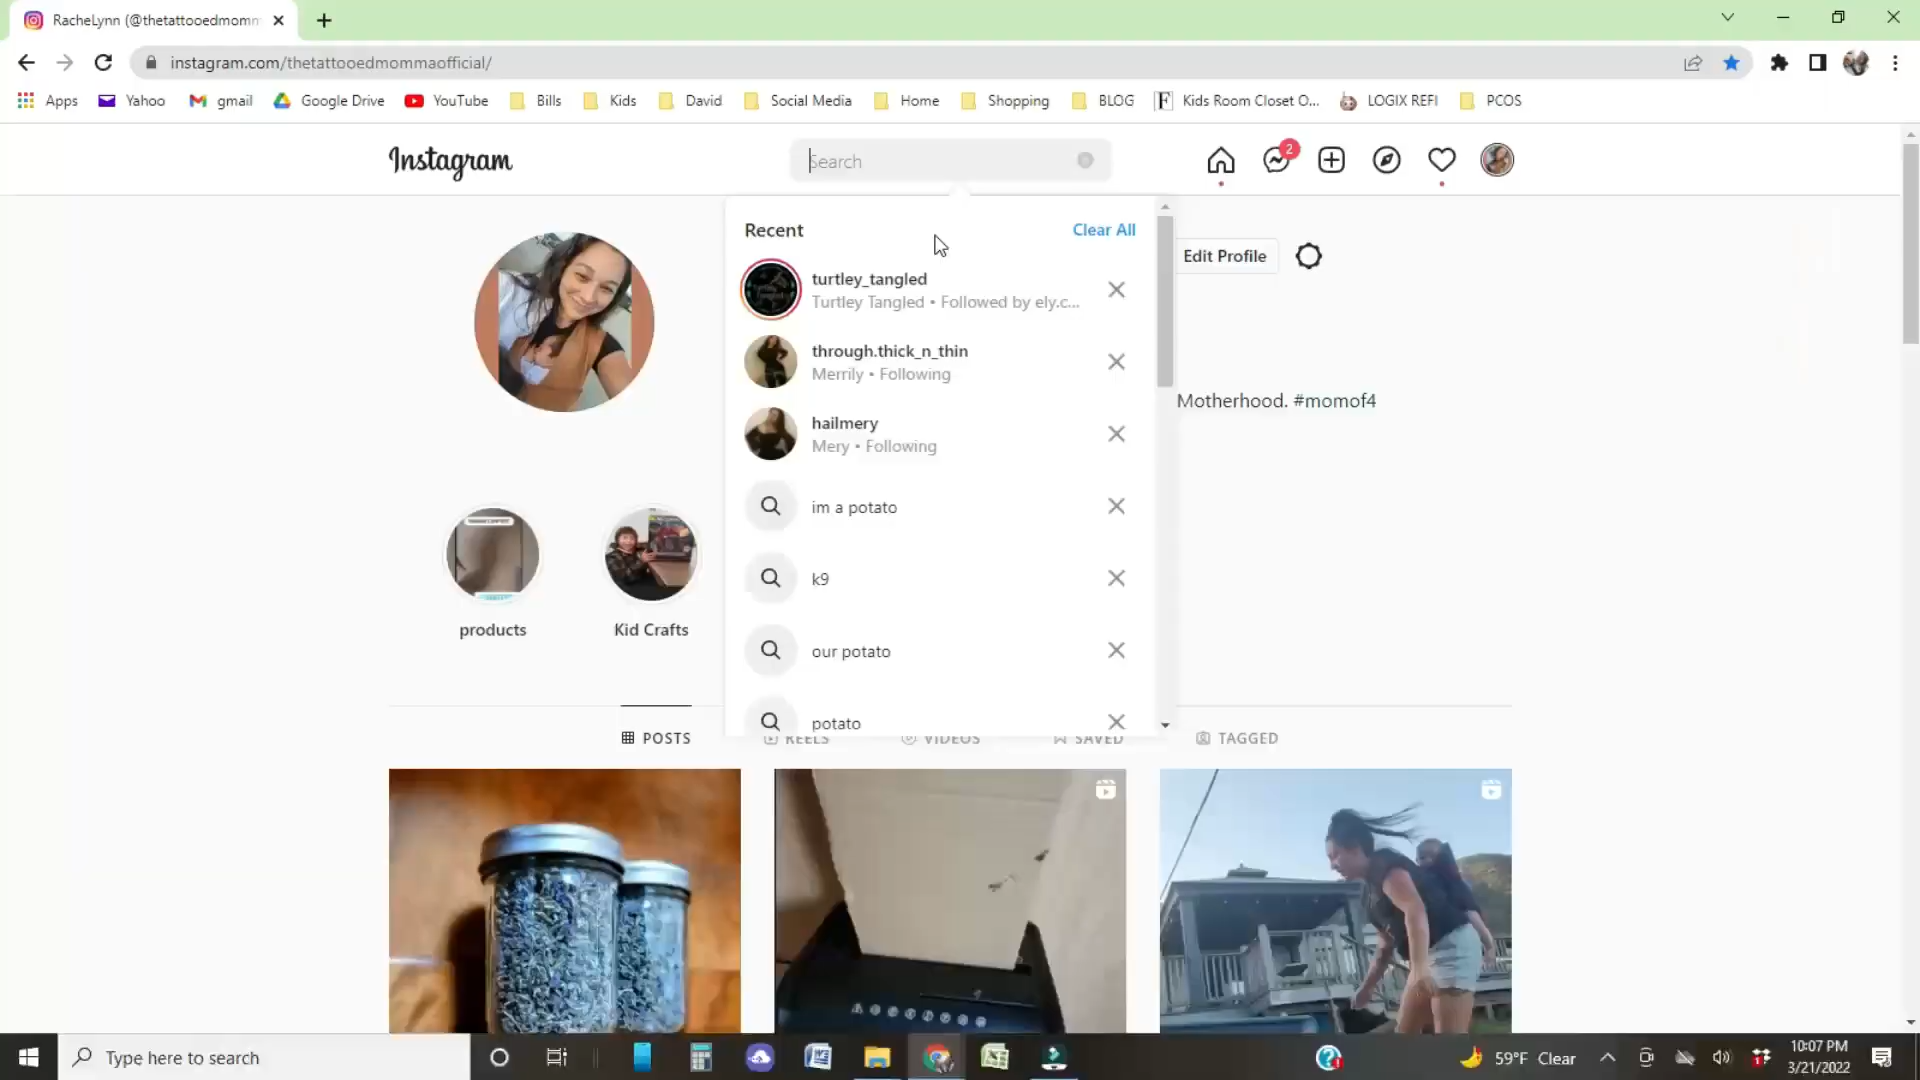 RacheLynn (@thetattooedmomm
instagram.com/thetattooedmommaofficial/
Apps
Yahoo
gmail
Google Drive
YouTube
Bills
Kids
David
Social Media
Home
Shopping
BLOG
Kids Room Closet O...
LOGIX REFI
PCOS
Instagram
Search
2
Recent
Clear All
turtley_tangled
Turtley Tangled • Followed by ely.c...
Edit Profile
through.thick_n_thin
Merrily • Following
Motherhood. #momof4
hailmery
Mery • Following
im a potato
k9
products
Kid Crafts
our potato
potato
POSTS
REELS
VIDEOS
SAVED
TAGGED
Type here to search
59°F Clear
10:07 PM
3/21/2022